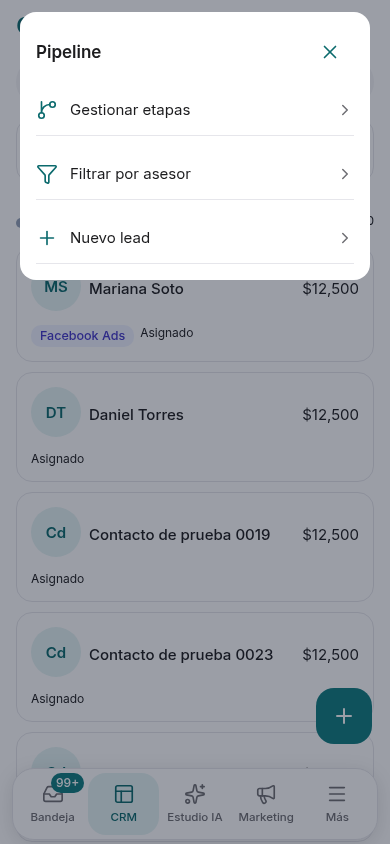 Pipeline
Gestionar etapas
Filtrar por asesor
Nuevo lead
MS
Mariana Soto
$12,500
Facebook Ads
Asignado
DT
Daniel Torres
$12,500
Asignado
Cd
Contacto de prueba 0019
$12,500
Asignado
Cd
Contacto de prueba 0023
$12,500
Asignado
99+
Bandeja
CRM
Estudio IA
Marketing
Más